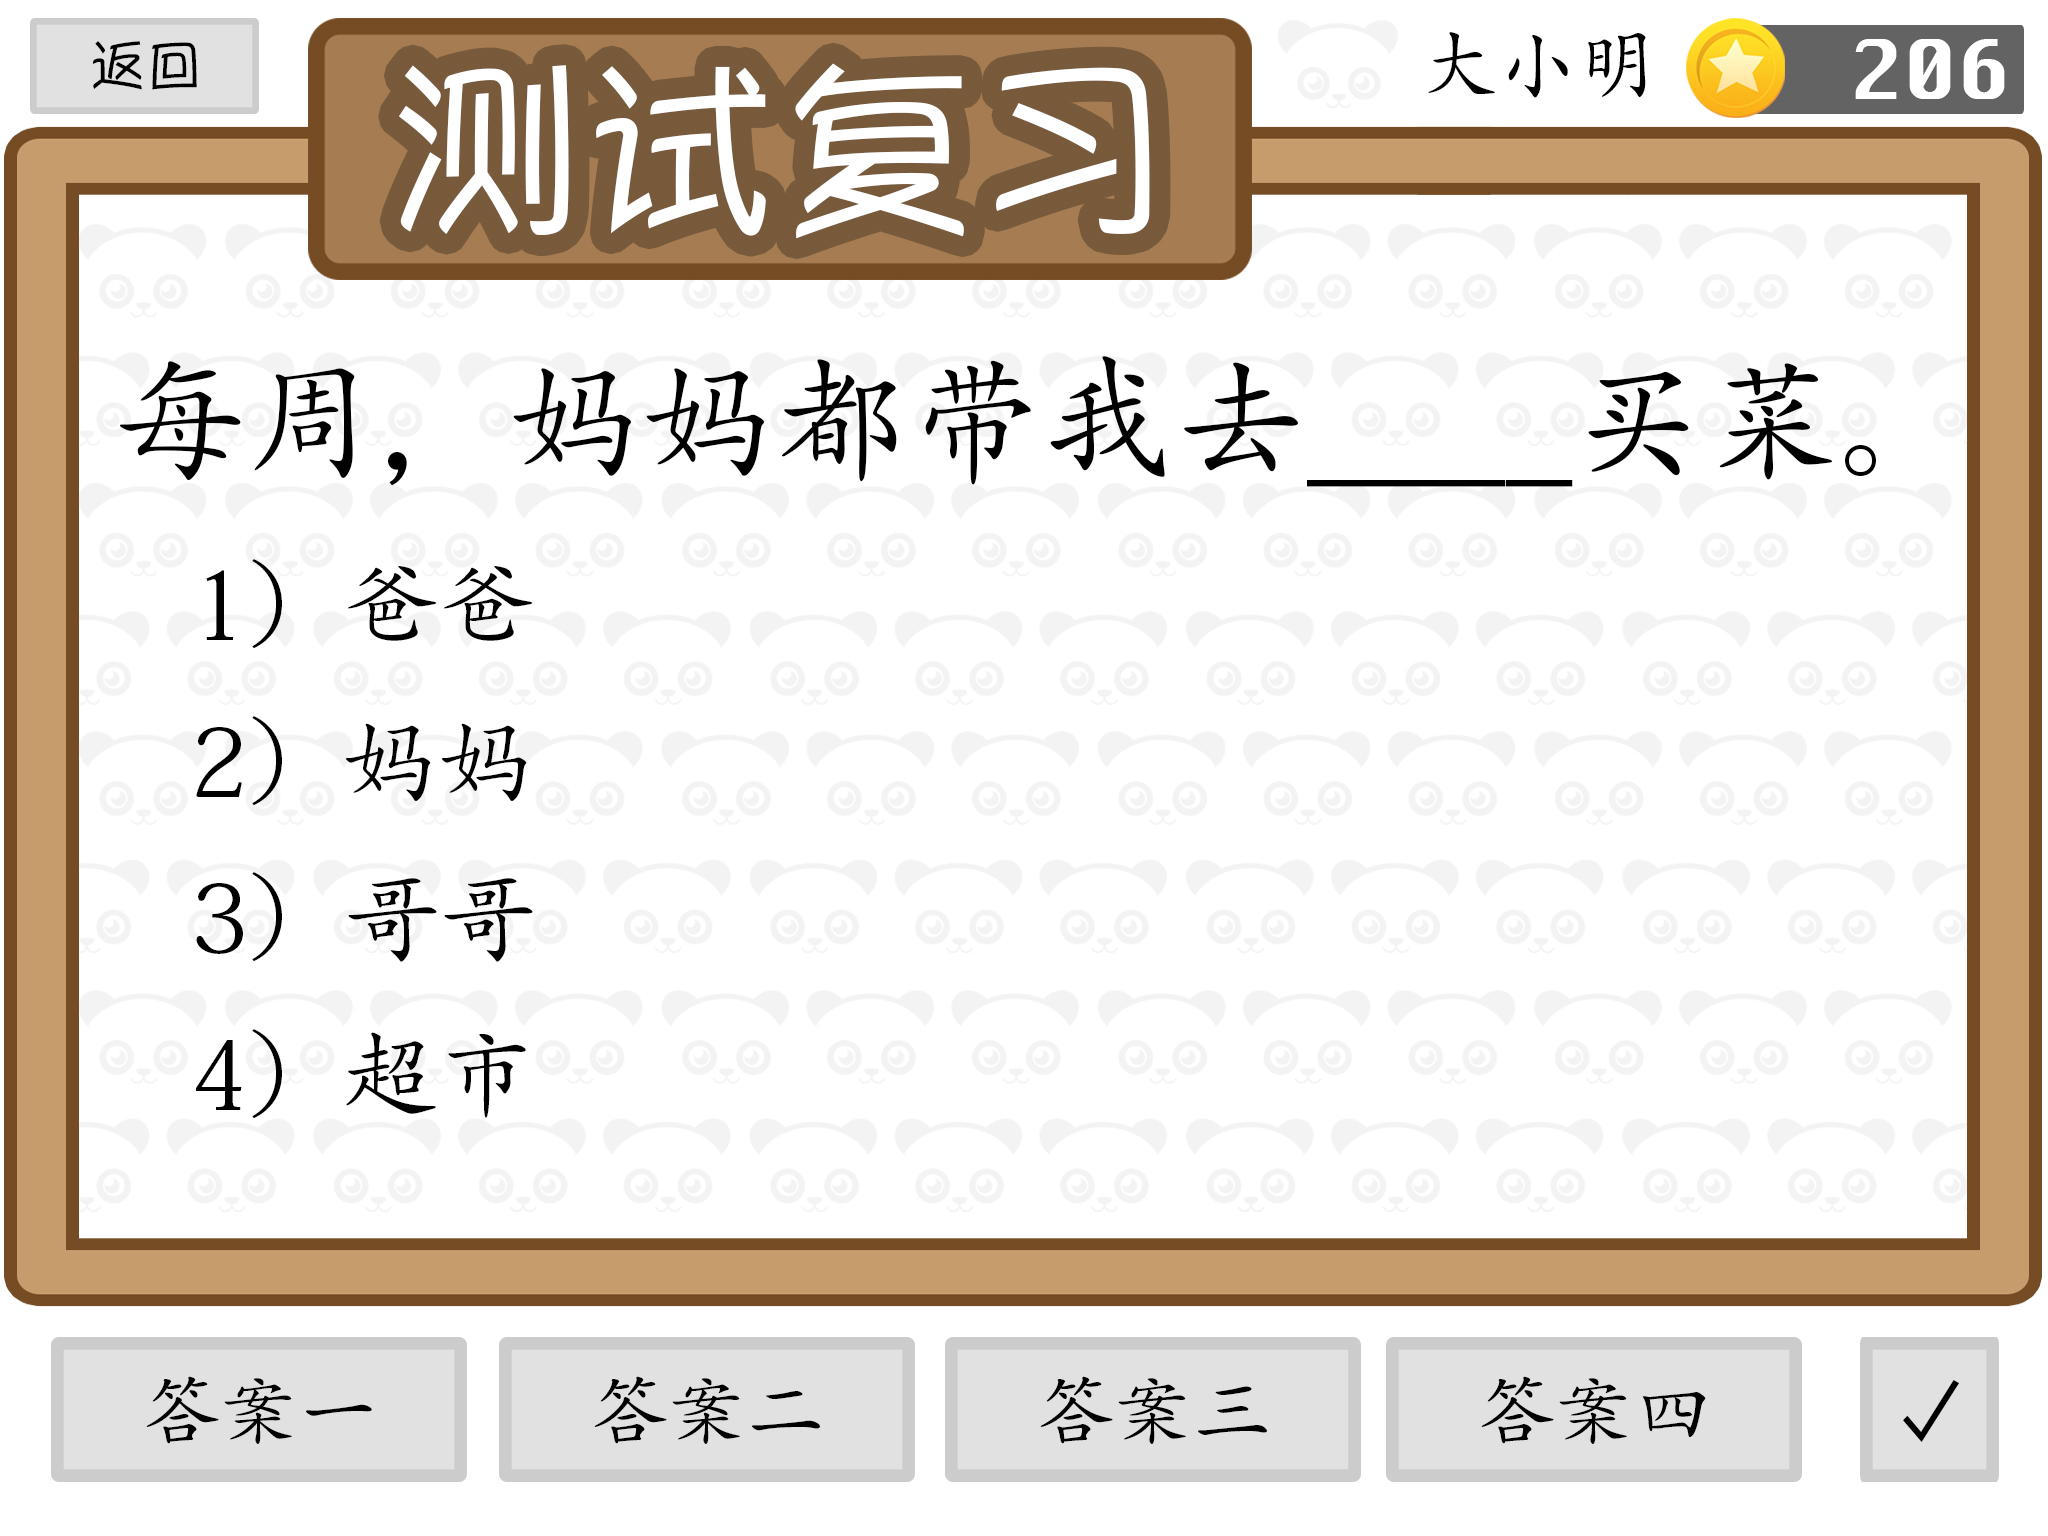 返回
测试复习
大小明
206
每周，妈妈都带我去____买菜。
1）爸爸
2）妈妈
3）哥哥
4）超市
答案一
答案二
答案三
答案四
✓